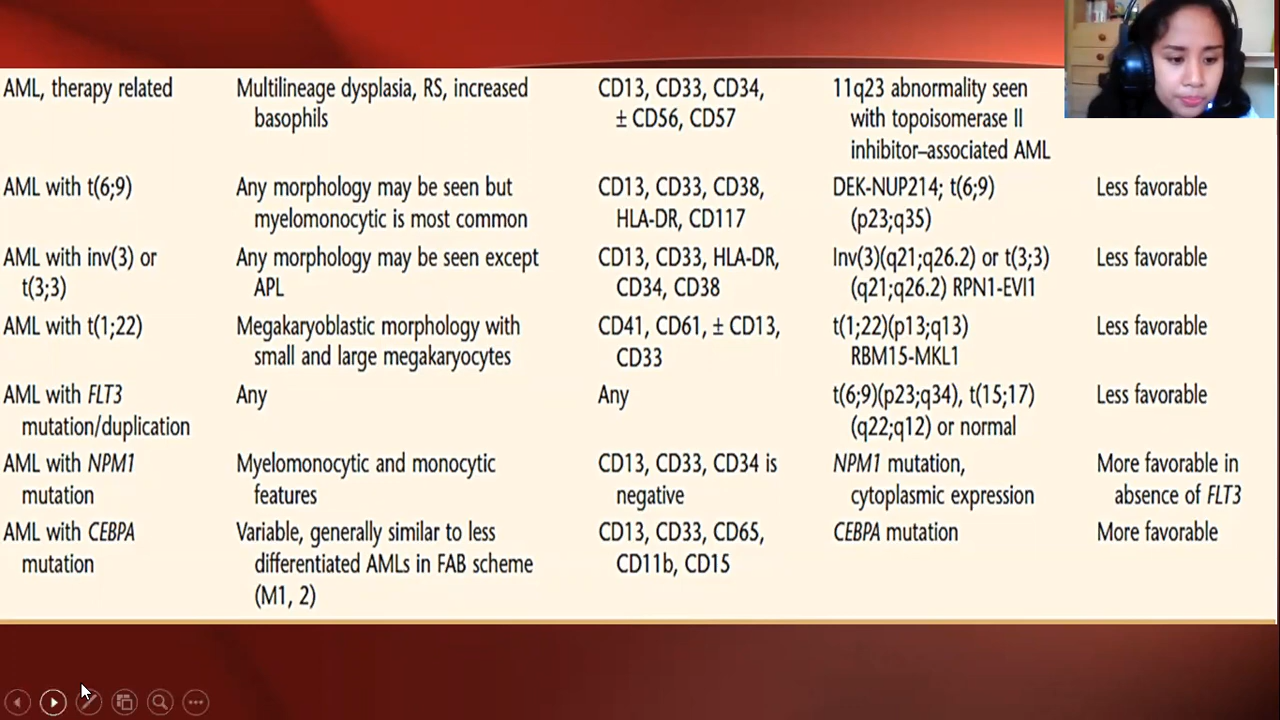 AML, therapy related
Multilineage dysplasia, RS, increased
basophils
CD13, CD33, CD34,
± CD56, CD57
11q23 abnormality seen
with topoisomerase II
inhibitor–associated AML
AML with t(6;9)
Any morphology may be seen but
myelomonocytic is most common
CD13, CD33, CD38,
HLA-DR, CD117
DEK-NUP214; t(6;9)
(p23;q35)
Less favorable
AML with inv(3) or
t(3;3)
Any morphology may be seen except
APL
CD13, CD33, HLA-DR,
CD34, CD38
Inv(3)(q21;q26.2) or t(3;3)
(q21;q26.2) RPN1-EVI1
Less favorable
AML with t(1;22)
Megakaryoblastic morphology with
small and large megakaryocytes
CD41, CD61, ± CD13,
CD33
t(1;22)(p13;q13)
RBM15-MKL1
Less favorable
AML with FLT3
mutation/duplication
Any
Any
t(6;9)(p23;q34), t(15;17)
(q22;q12) or normal
Less favorable
AML with NPM1
mutation
Myelomonocytic and monocytic
features
CD13, CD33, CD34 is
negative
NPM1 mutation,
cytoplasmic expression
More favorable in
absence of FLT3
AML with CEBPA
mutation
Variable, generally similar to less
differentiated AMLs in FAB scheme
(M1, 2)
CD13, CD33, CD65,
CD11b, CD15
CEBPA mutation
More favorable